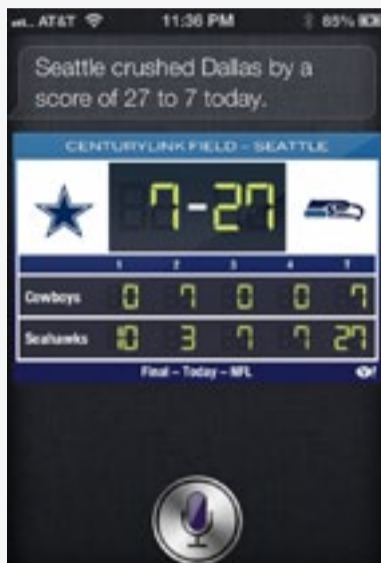 AT&T 11:36 PM 85%
Seattle crushed Dallas by a
score of 27 to 7 today.
CENTURYLINK FIELD – SEATTLE
7-27
1 2 3 4 T
Cowboys 0 7 0 0 7
Seahawks 10 3 7 7 27
Final – Today – NFL Y!